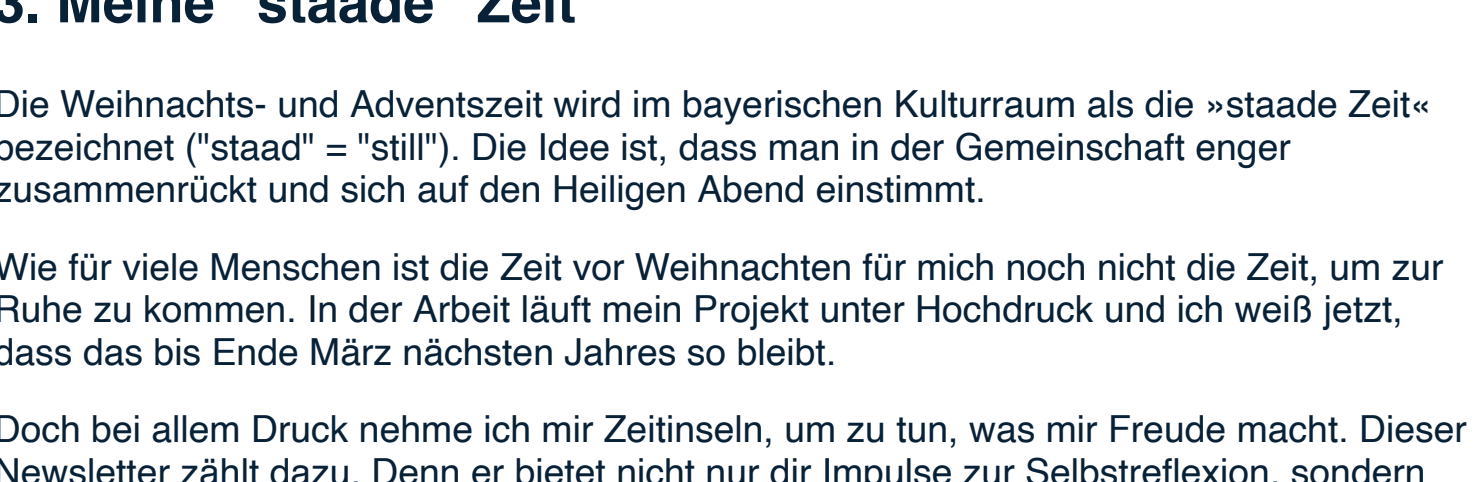 3. Meine "staade" Zeit
Die Weihnachts- und Adventszeit wird im bayerischen Kulturraum als die »staade Zeit«
bezeichnet ("staad" = "still"). Die Idee ist, dass man in der Gemeinschaft enger
zusammenrückt und sich auf den Heiligen Abend einstimmt.
Wie für viele Menschen ist die Zeit vor Weihnachten für mich noch nicht die Zeit, um zur
Ruhe zu kommen. In der Arbeit läuft mein Projekt unter Hochdruck und ich weiß jetzt,
dass das bis Ende März nächsten Jahres so bleibt.
Doch bei allem Druck nehme ich mir Zeitinseln, um zu tun, was mir Freude macht. Dieser
Newsletter zählt dazu. Denn er bietet nicht nur dir Impulse zur Selbstreflexion, sondern